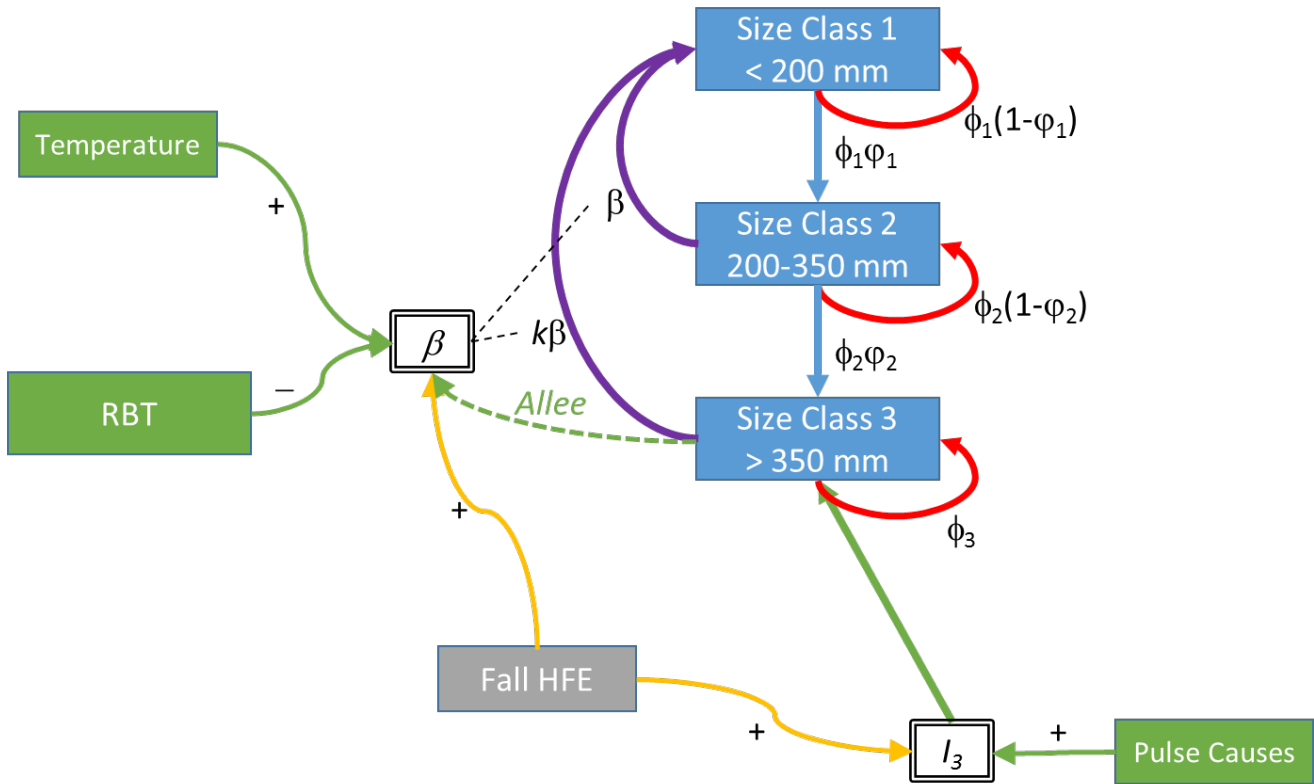 Size Class 1
< 200 mm
ϕ₁(1-φ₁)
Temperature
ϕ₁φ₁
+
β
Size Class 2
200-350 mm
ϕ₂(1-φ₂)
β
kβ
ϕ₂φ₂
–
RBT
Allee
Size Class 3
> 350 mm
+
ϕ₃
Fall HFE
+
I₃
+
Pulse Causes